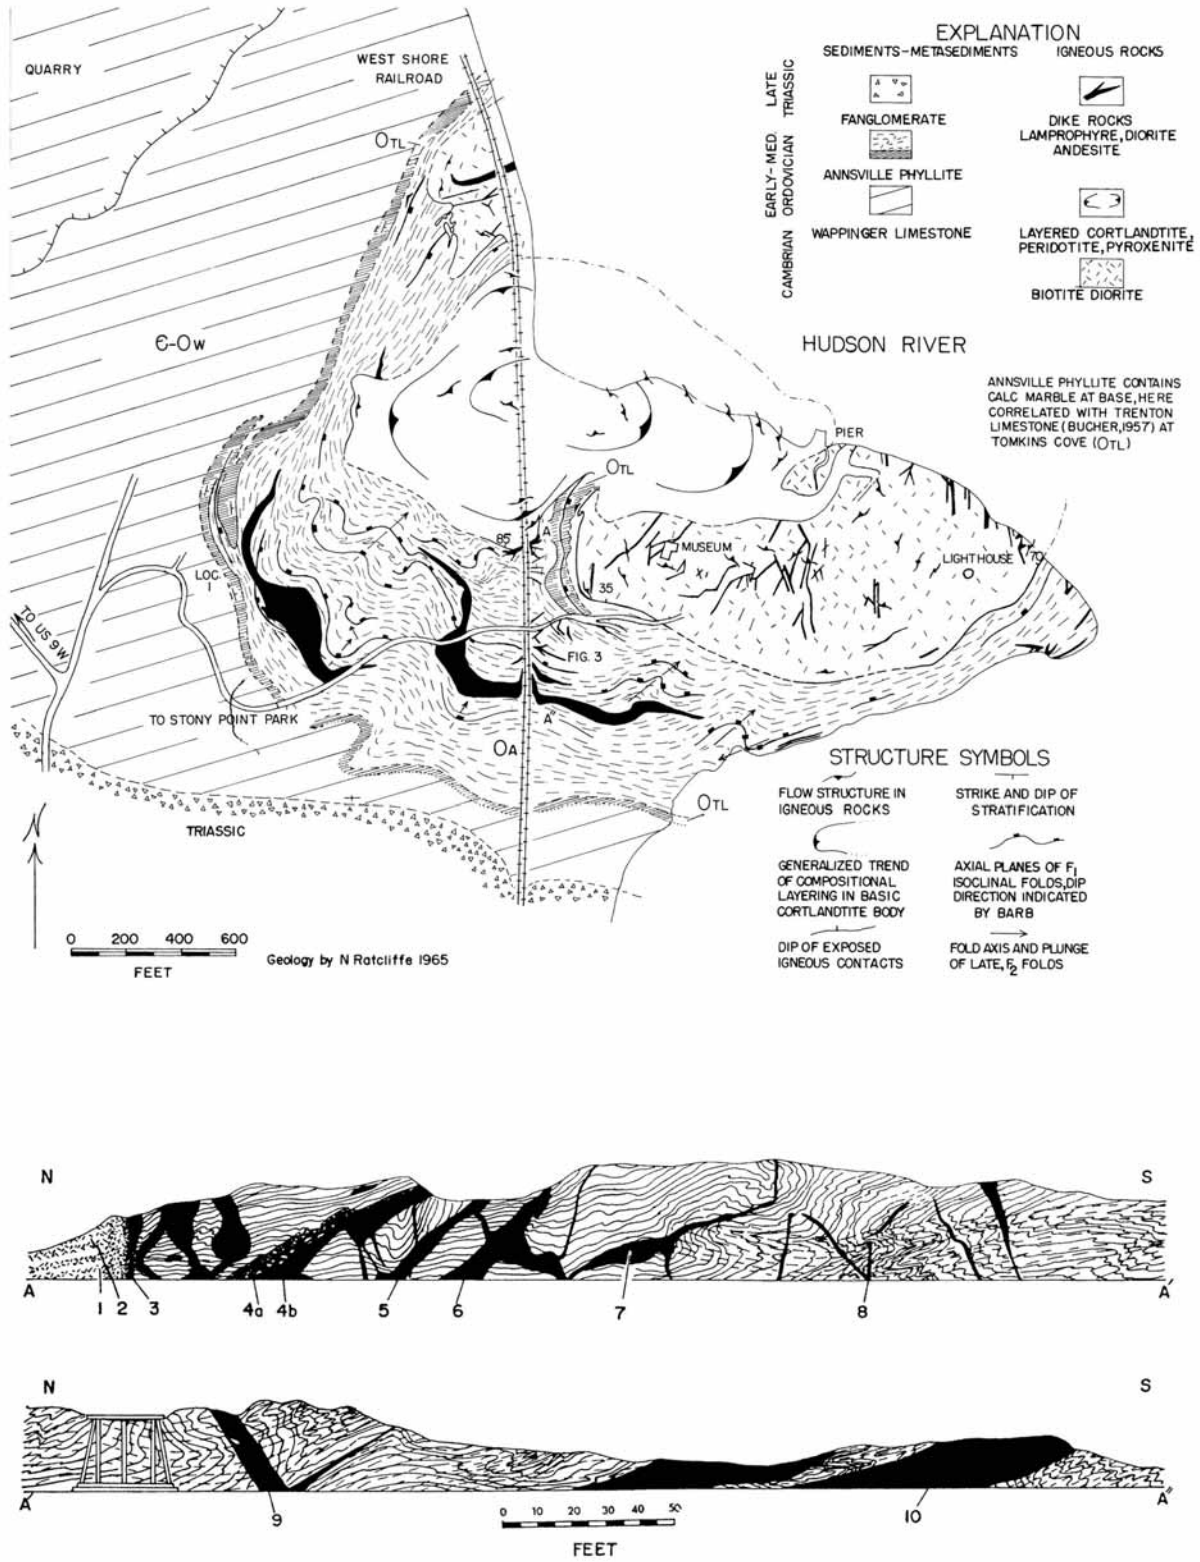 QUARRY
WEST SHORE
RAILROAD
OTL
EXPLANATION
SEDIMENTS-METASEDIMENTS
IGNEOUS ROCKS
LATE
TRIASSIC
EARLY-MED.
ORDOVICIAN
CAMBRIAN
FANGLOMERATE
ANNSVILLE PHYLLITE
WAPPINGER LIMESTONE
DIKE ROCKS
LAMPROPHYRE, DIORITE
ANDESITE
LAYERED CORTLANDTITE,
PERIDOTITE, PYROXENITE
BIOTITE DIORITE
Є-Ow
HUDSON RIVER
ANNSVILLE PHYLLITE CONTAINS
CALC MARBLE AT BASE, HERE
CORRELATED WITH TRENTON
LIMESTONE (BUCHER, 1957) AT
TOMKINS COVE (OTL)
PIER
OTL
A
85
MUSEUM
LIGHTHOUSE
70
LOC.
I
35
TO US 9W
FIG. 3
TO STONY POINT PARK
A"
OA
OTL
TRIASSIC
N
0 200 400 600
FEET
Geology by N Ratcliffe 1965
STRUCTURE SYMBOLS
FLOW STRUCTURE IN
IGNEOUS ROCKS
STRIKE AND DIP OF
STRATIFICATION
GENERALIZED TREND
OF COMPOSITIONAL
LAYERING IN BASIC
CORTLANDTITE BODY
AXIAL PLANES OF F1
ISOCLINAL FOLDS, DIP
DIRECTION INDICATED
BY BARB
DIP OF EXPOSED
IGNEOUS CONTACTS
FOLD AXIS AND PLUNGE
OF LATE, F2 FOLDS
N
S
A
A'
1 2 3 4a 4b 5 6 7 8
N
S
A'
A"
9
10
0 10 20 30 40 50
FEET